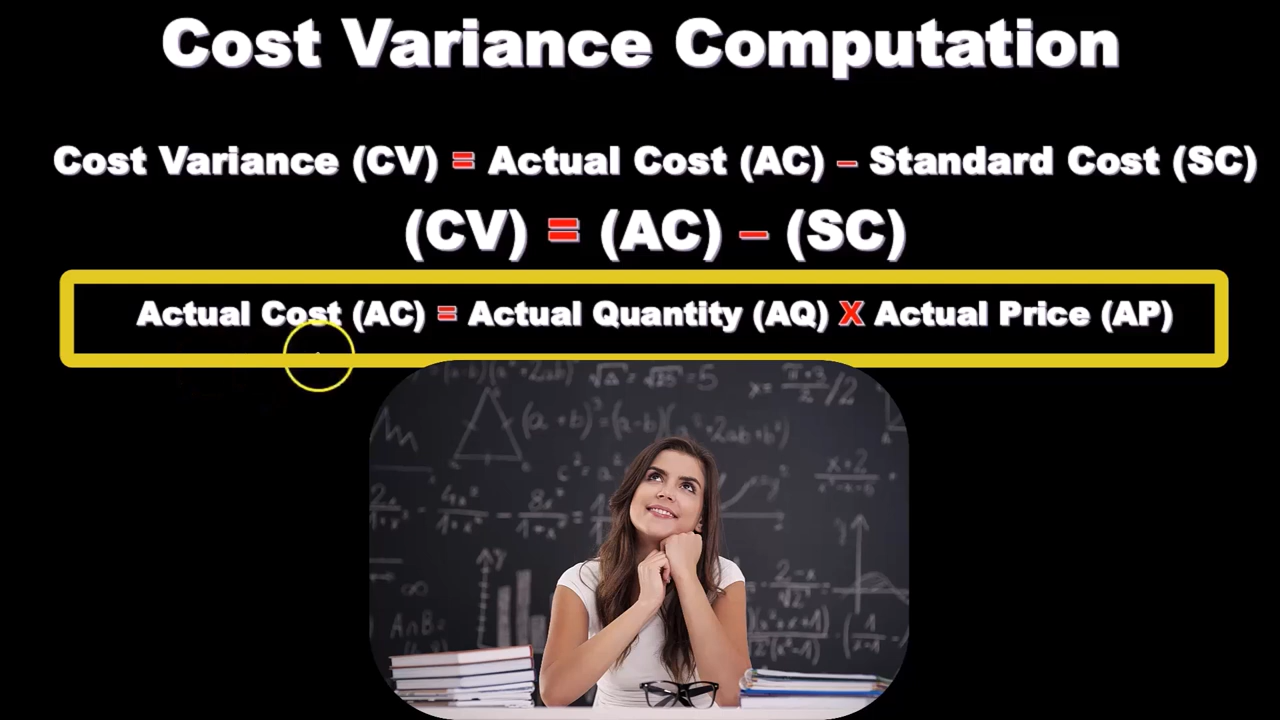 Cost Variance Computation
Cost Variance (CV) = Actual Cost (AC) – Standard Cost (SC)
(CV) = (AC) – (SC)
Actual Cost (AC) = Actual Quantity (AQ) X Actual Price (AP)